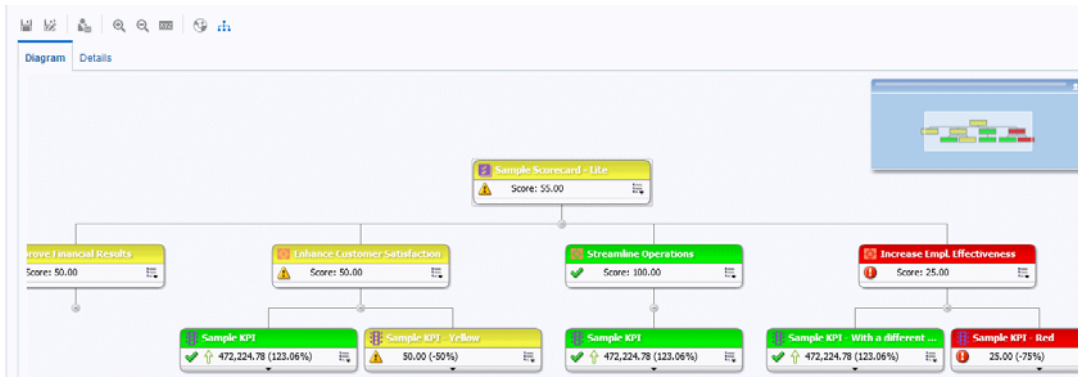 Diagram Details
Sample Scorecard - Lite
Score: 55.00
prove Financial Results
Score: 50.00
Enhance Customer Satisfaction
Score: 50.00
Streamline Operations
Score: 100.00
Increase Empl. Effectiveness
Score: 25.00
Sample KPI
472,224.78 (123.06%)
Sample KPI - Yellow
50.00 (-50%)
Sample KPI
472,224.78 (123.06%)
Sample KPI - With a different ...
472,224.78 (123.06%)
Sample KPI - Red
25.00 (-75%)